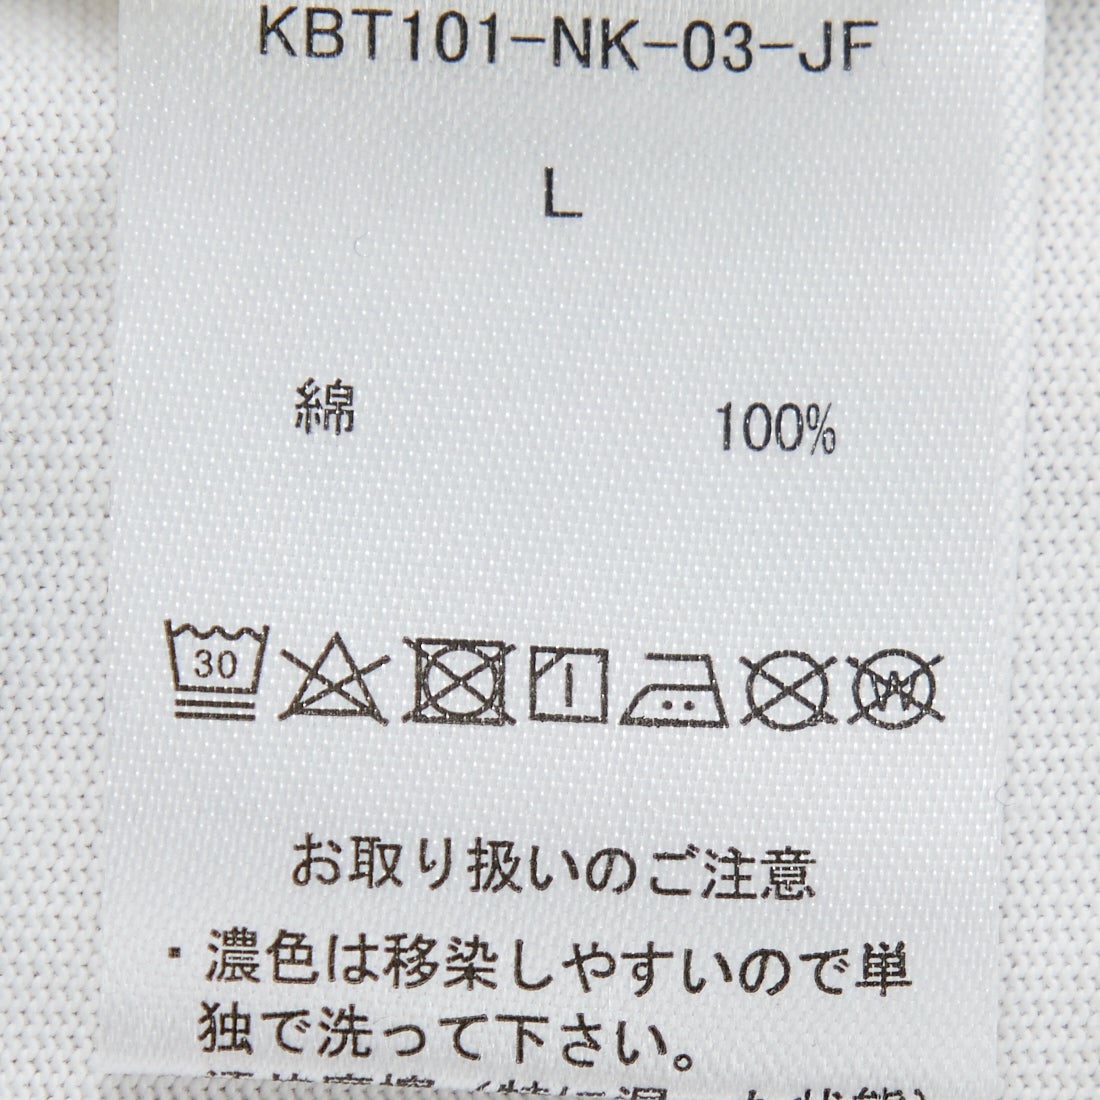 KBT101-NK-03-JF
L
綿 100%
30
W
お取り扱いのご注意
・濃色は移染しやすいので単
独で洗って下さい。